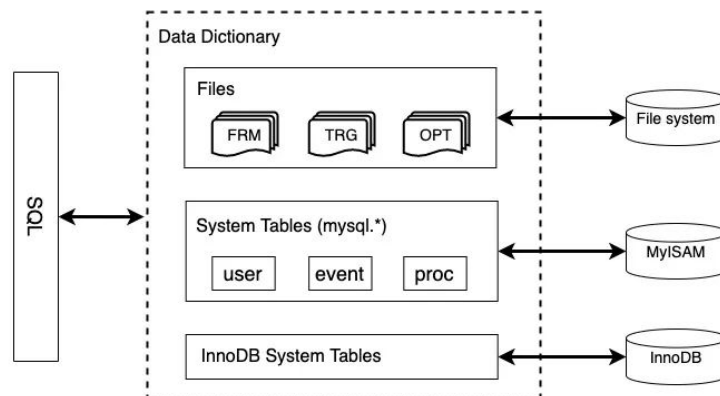 Data Dictionary
Files
FRM
TRG
OPT
File system
SQL
System Tables (mysql.*)
user
event
proc
MyISAM
InnoDB System Tables
InnoDB